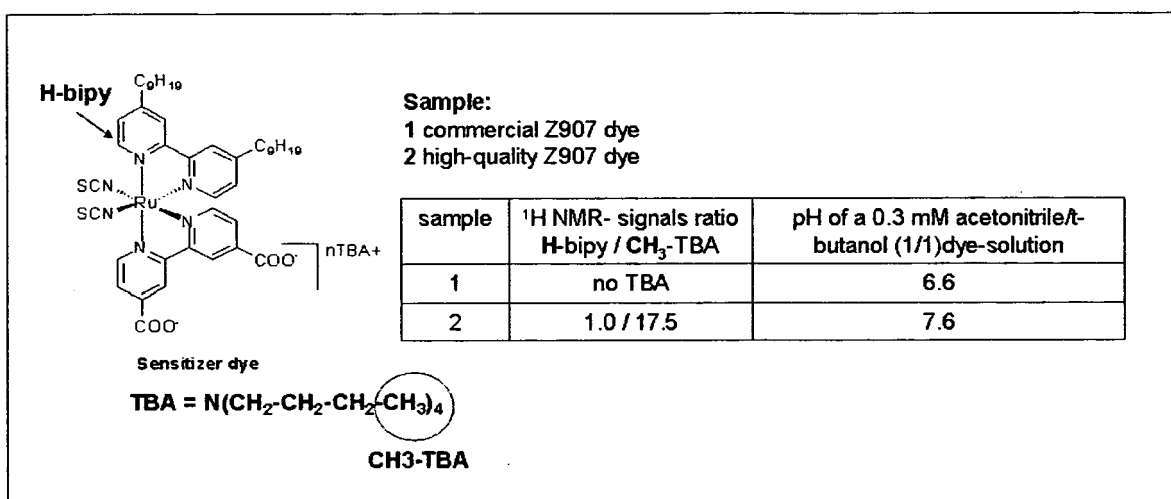 C₉H₁₉
H-bipy
C₉H₁₉
N
N
SCN
SCN
Ru
N
N
COO⁻
nTBA+
COO⁻
Sensitizer dye
TBA = N(CH₂-CH₂-CH₂-CH₃)₄
CH3-TBA
Sample:
1 commercial Z907 dye
2 high-quality Z907 dye
sample | ¹H NMR- signals ratio H-bipy / CH₃-TBA | pH of a 0.3 mM acetonitrile/t-butanol (1/1)dye-solution
1 | no TBA | 6.6
2 | 1.0 / 17.5 | 7.6